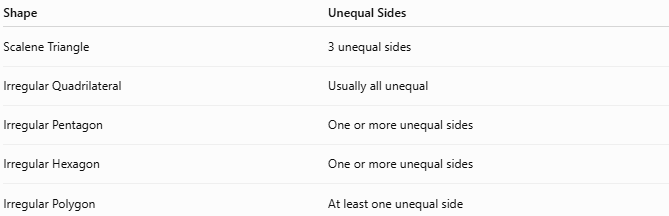 Shape Unequal Sides
Scalene Triangle 3 unequal sides
Irregular Quadrilateral Usually all unequal
Irregular Pentagon One or more unequal sides
Irregular Hexagon One or more unequal sides
Irregular Polygon At least one unequal side